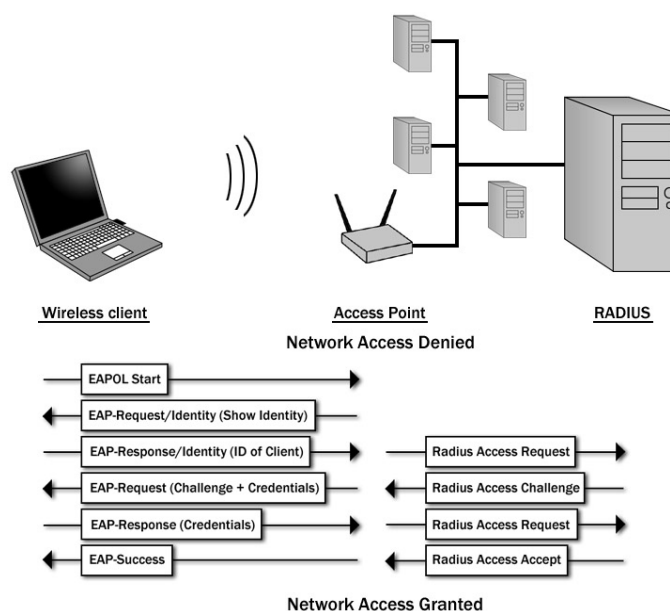 Wireless client
Access Point
RADIUS
Network Access Denied
EAPOL Start
EAP-Request/Identity (Show Identity)
EAP-Response/Identity (ID of Client)
Radius Access Request
EAP-Request (Challenge + Credentials)
Radius Access Challenge
EAP-Response (Credentials)
Radius Access Request
EAP-Success
Radius Access Accept
Network Access Granted